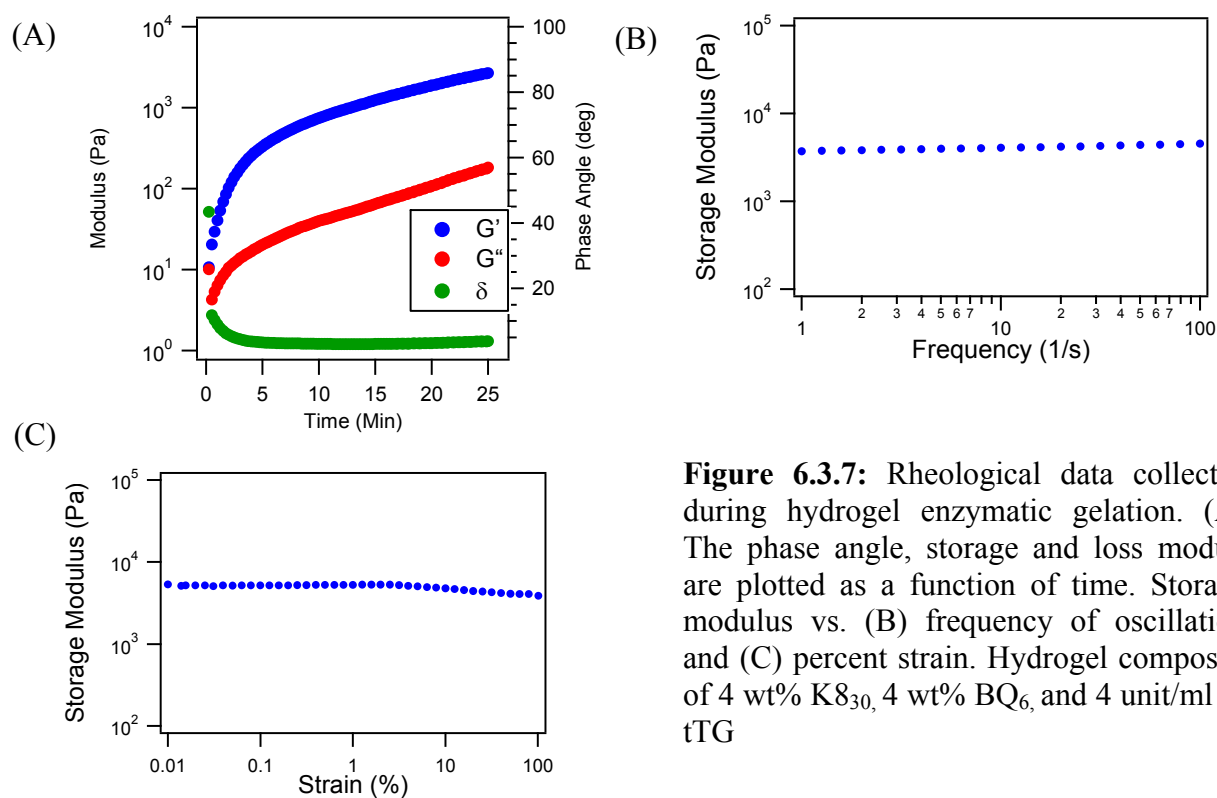 (A)
10^4
10^3
10^2
10^1
10^0
Modulus (Pa)
100
80
60
40
20
Phase Angle (deg)
G’
G“
δ
0 5 10 15 20 25
Time (Min)
(B)
10^5
10^4
10^3
10^2
Storage Modulus (Pa)
1 2 3 4 5 6 7 10 2 3 4 5 6 7 100
Frequency (1/s)
(C)
10^5
10^4
10^3
10^2
Storage Modulus (Pa)
0.01 0.1 1 10 100
Strain (%)
Figure 6.3.7: Rheological data collect
during hydrogel enzymatic gelation. (
The phase angle, storage and loss modu
are plotted as a function of time. Stora
modulus vs. (B) frequency of oscillati
and (C) percent strain. Hydrogel compos
of 4 wt% K8₃₀, 4 wt% BQ₆, and 4 unit/ml
tTG